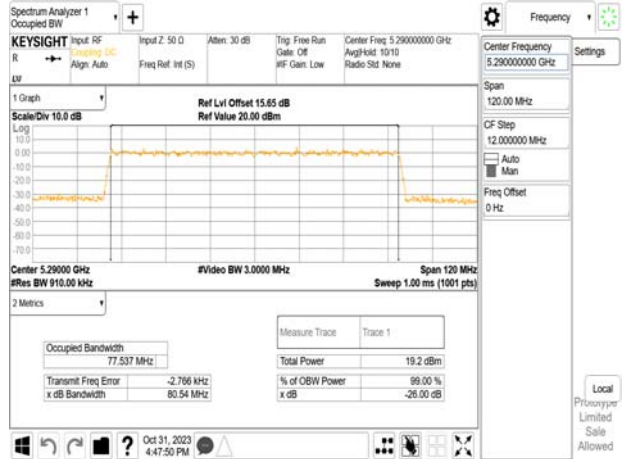 Spectrum Analyzer 1
Occupied BW
+
Frequency
KEYSIGHT
R
Input: RF
Coupling: DC
Align: Auto
Input Z: 50 Ω
Freq Ref: Int (S)
Atten: 30 dB
Trig: Free Run
Gate: Off
#IF Gain: Low
Center Freq: 5.290000000 GHz
Avg|Hold: 10/10
Radio Std: None
Center Frequency
5.290000000 GHz
Settings
Span
120.00 MHz
CF Step
12.000000 MHz
Auto
Man
Freq Offset
0 Hz
1 Graph
Scale/Div 10.0 dB
Ref Lvl Offset 15.65 dB
Ref Value 20.00 dBm
Log
10.0
0.00
-10.0
-20.0
-30.0
-40.0
-50.0
-60.0
-70.0
Center 5.29000 GHz
#Video BW 3.0000 MHz
Span 120 MHz
#Res BW 910.00 kHz
Sweep 1.00 ms (1001 pts)
2 Metrics
Measure Trace
Trace 1
Occupied Bandwidth
77.537 MHz
Total Power
19.2 dBm
Transmit Freq Error
-2.766 kHz
% of OBW Power
99.00 %
x dB Bandwidth
80.54 MHz
x dB
-26.00 dB
Local
Prototype
Limited
Sale
Allowed
?
Oct 31, 2023
4:47:50 PM